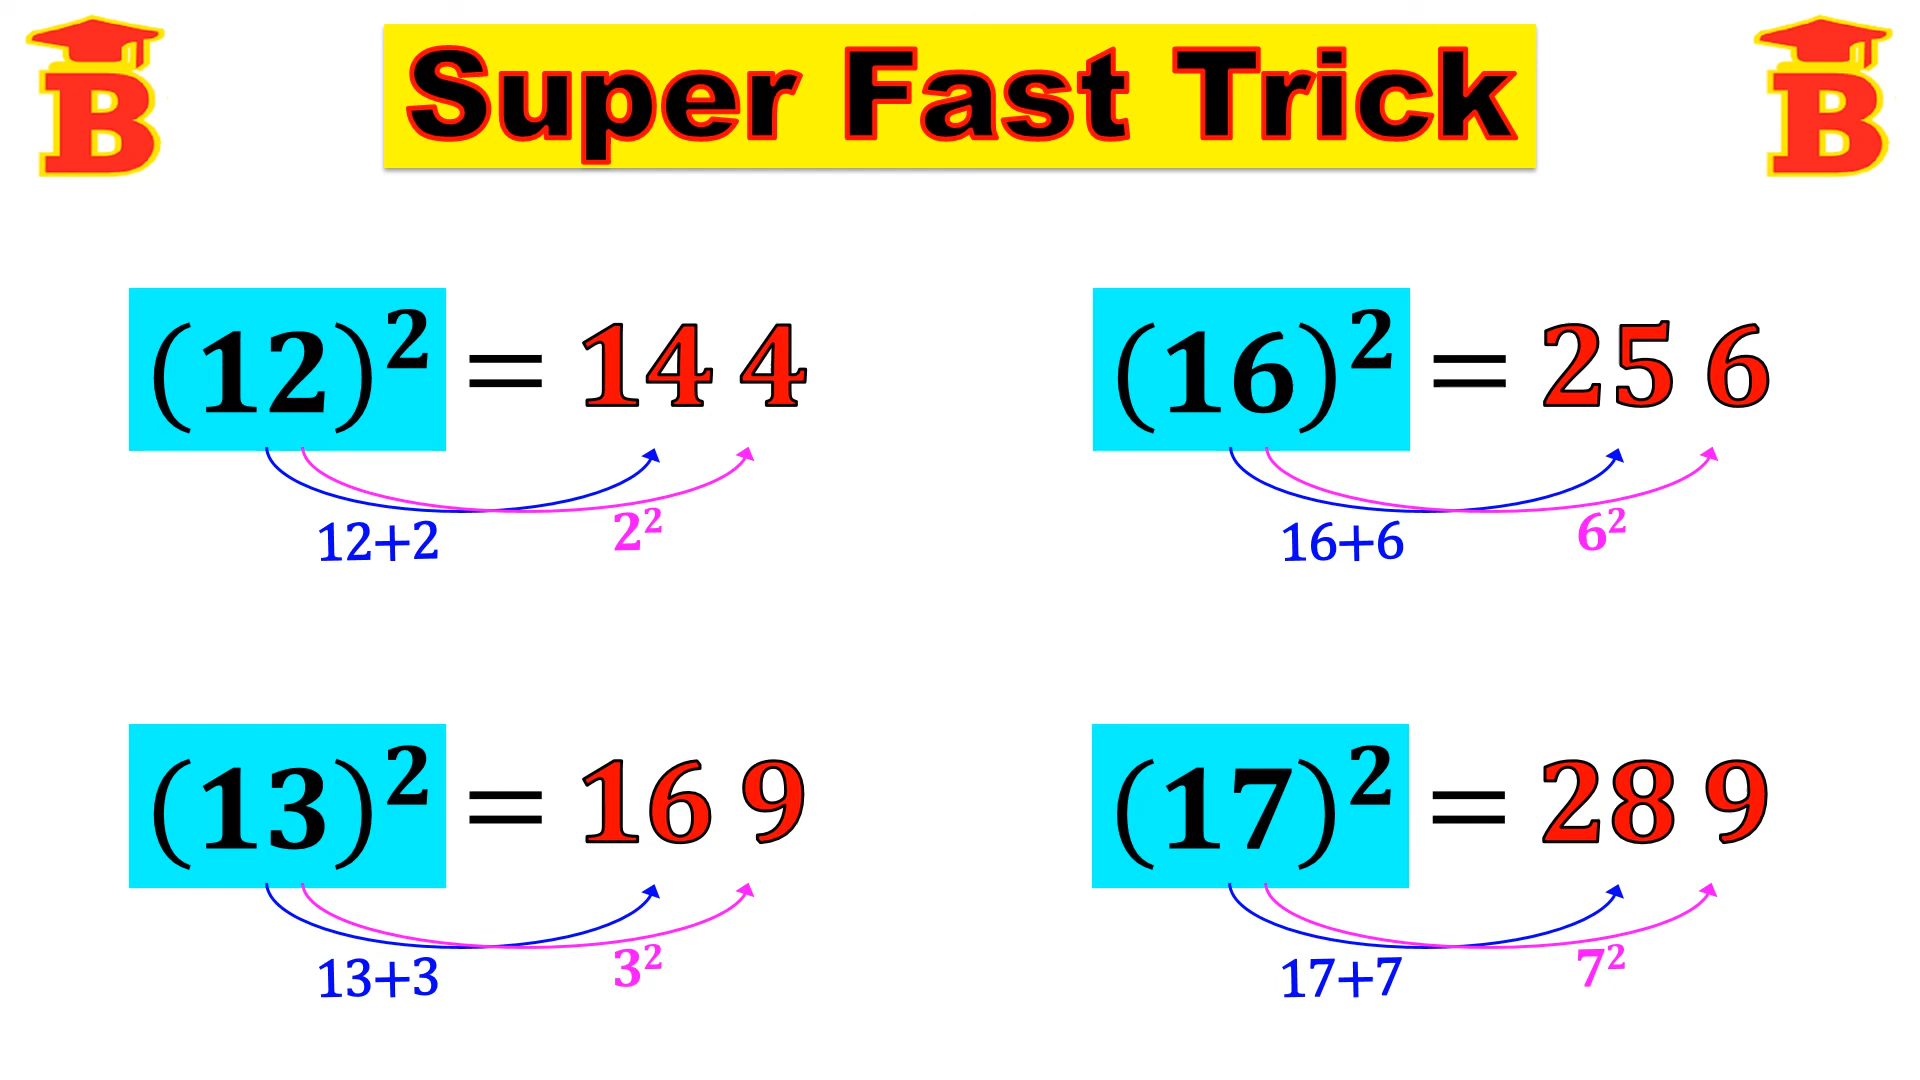 B
Super Fast Trick
B
(12)² = 14 4
12+2
2²
(16)² = 25 6
16+6
6²
(13)² = 16 9
13+3
3²
(17)² = 28 9
17+7
7²